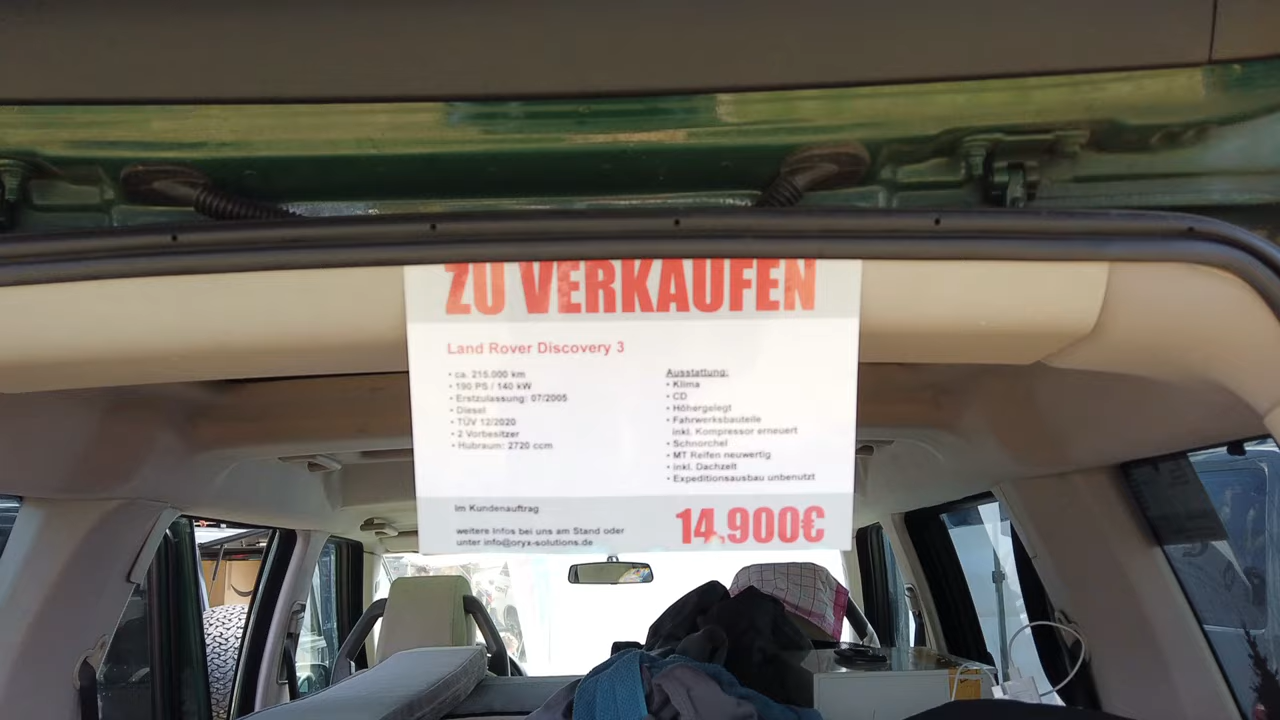 ZU VERKAUFEN
Land Rover Discovery 3
• ca. 215.000 km
• 190 PS / 140 kW
• Erstzulassung: 07/2005
• Diesel
• TÜV 12/2020
• 2 Vorbesitzer
• Hubraum: 2720 ccm
Ausstattung:
• Klima
• CD
• Höhergelegt
• Fahrwerksbauteile
inkl. Kompressor erneuert
• Schnorchel
• MT Reifen neuwertig
• inkl. Dachzelt
• Expeditionsausbau unbenutzt
Im Kundenauftrag
weitere Infos bei uns am Stand oder
unter info@oryx-solutions.de
14.900€